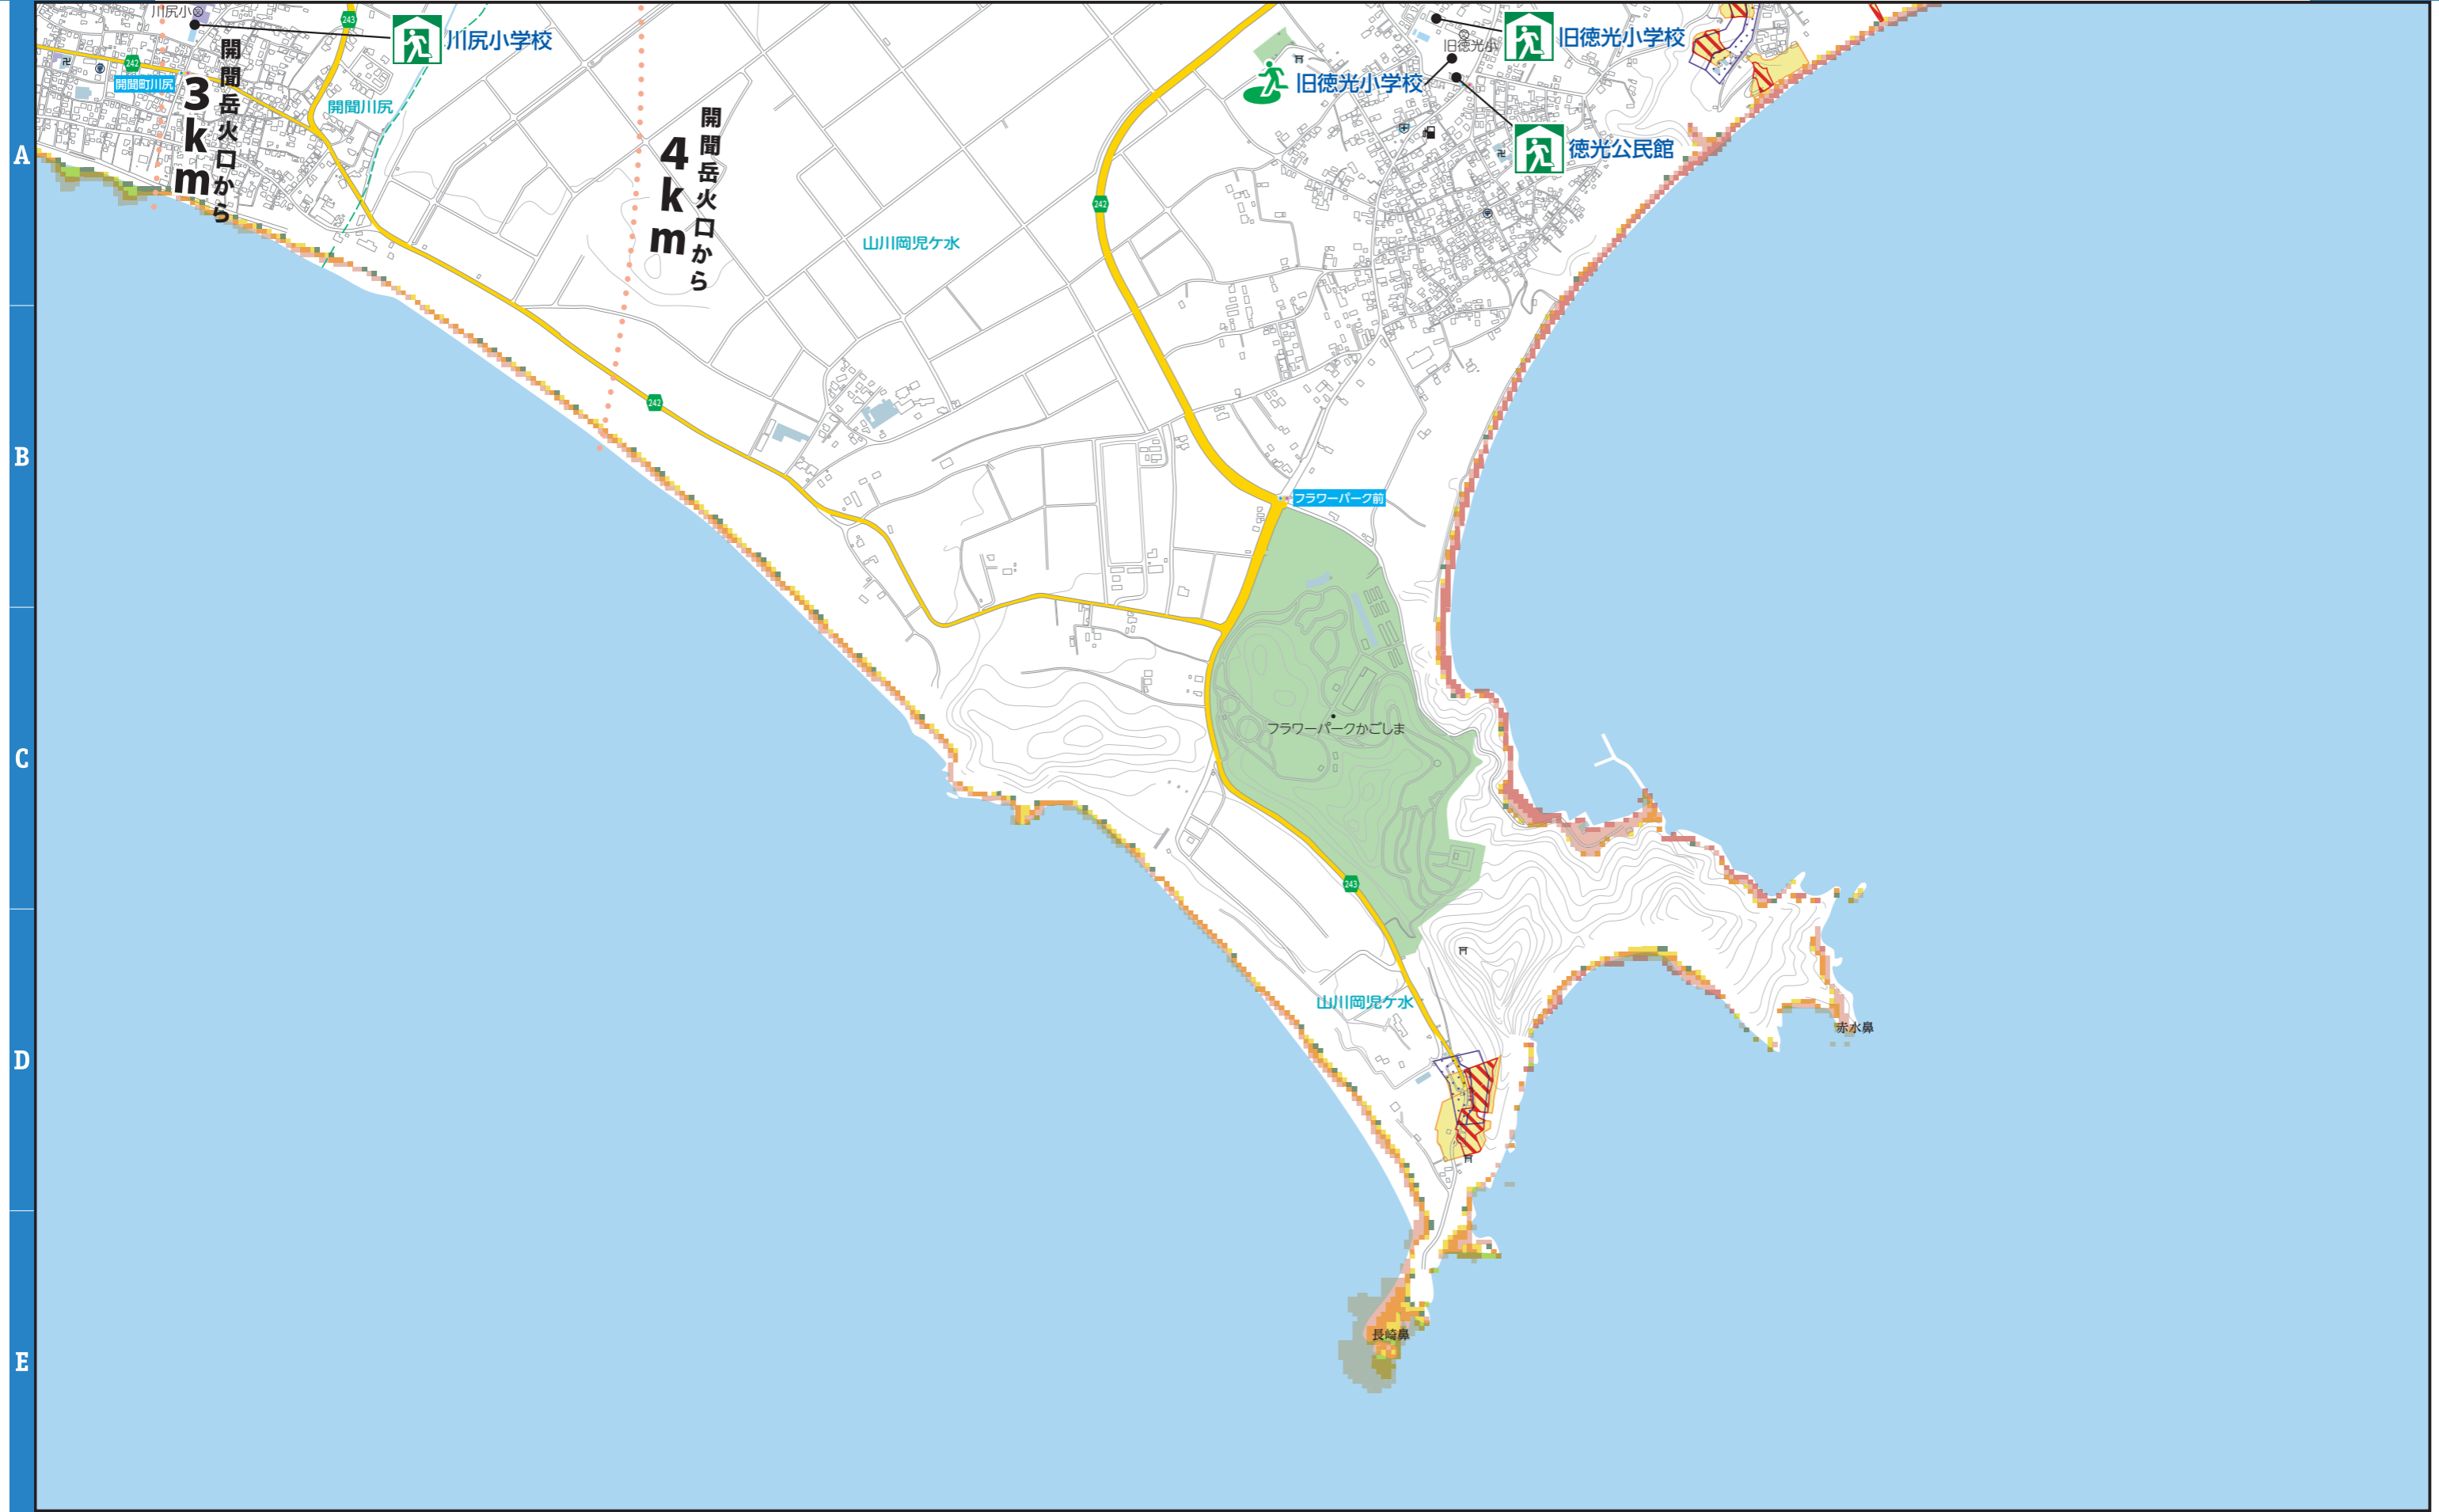 川尻小
243
川尻小学校
旧徳光小
旧徳光小学校
旧徳光小学校
242
開聞町川尻
開聞岳火口から
3km
開聞川尻
開聞岳火口から
4km
徳光公民館
A
242
山川岡児ケ水
242
B
フラワーパーク前
フラワーパークかごしま
C
243
山川岡児ケ水
赤水鼻
D
長崎鼻
E